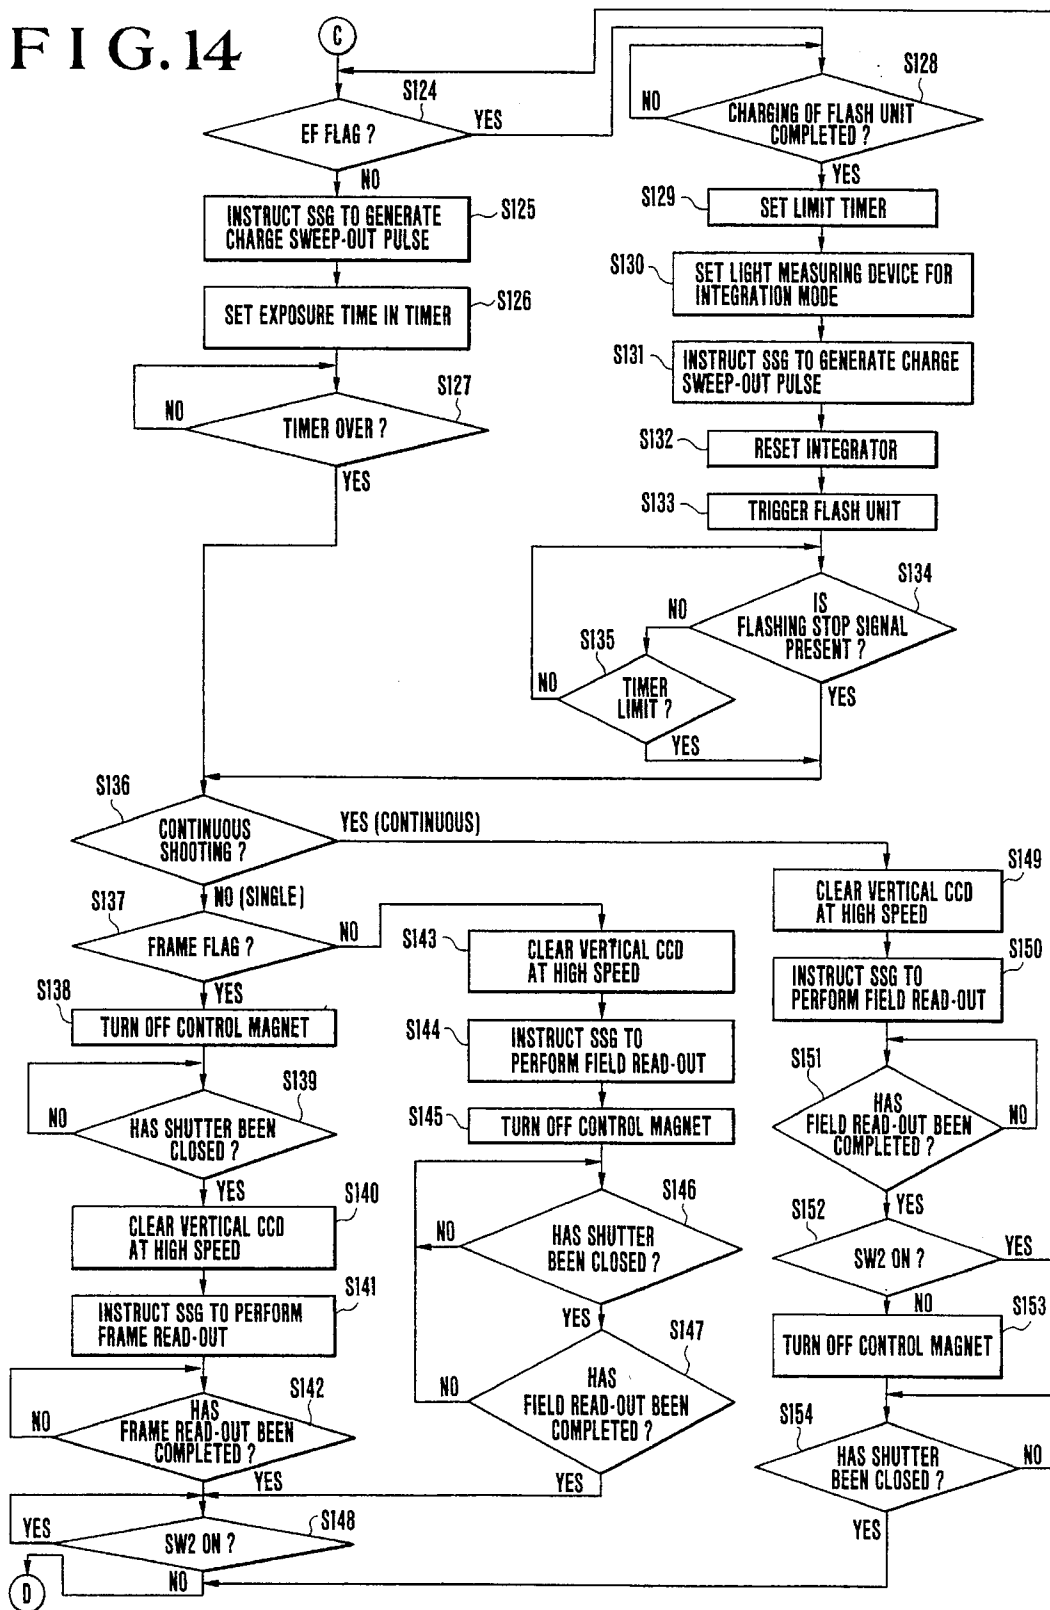 FIG. 14
C
S124
EF FLAG ?
YES
NO
S125
INSTRUCT SSG TO GENERATE
CHARGE SWEEP-OUT PULSE
S126
SET EXPOSURE TIME IN TIMER
S127
NO
TIMER OVER ?
YES
S128
NO
CHARGING OF FLASH UNIT
COMPLETED ?
YES
S129
SET LIMIT TIMER
S130
SET LIGHT MEASURING DEVICE FOR
INTEGRATION MODE
S131
INSTRUCT SSG TO GENERATE CHARGE
SWEEP-OUT PULSE
S132
RESET INTEGRATOR
S133
TRIGGER FLASH UNIT
S134
IS
FLASHING STOP SIGNAL
PRESENT ?
NO
YES
S135
NO
TIMER
LIMIT ?
YES
S136
CONTINUOUS
SHOOTING ?
YES (CONTINUOUS)
NO (SINGLE)
S137
FRAME FLAG ?
NO
YES
S138
TURN OFF CONTROL MAGNET
S139
NO
HAS SHUTTER BEEN
CLOSED ?
YES
S140
CLEAR VERTICAL CCD
AT HIGH SPEED
S141
INSTRUCT SSG TO PERFORM
FRAME READ-OUT
S142
NO
HAS
FRAME READ-OUT BEEN
COMPLETED ?
YES
S143
CLEAR VERTICAL CCD
AT HIGH SPEED
S144
INSTRUCT SSG TO
PERFORM FIELD READ-OUT
S145
TURN OFF CONTROL MAGNET
S146
NO
HAS SHUTTER
BEEN CLOSED ?
YES
S147
NO
HAS
FIELD READ-OUT BEEN
COMPLETED ?
YES
S148
YES
SW2 ON ?
NO
D
S149
CLEAR VERTICAL CCD
AT HIGH SPEED
S150
INSTRUCT SSG TO
PERFORM FIELD READ-OUT
S151
HAS
FIELD READ-OUT BEEN
COMPLETED ?
NO
YES
S152
SW2 ON ?
YES
NO
S153
TURN OFF CONTROL MAGNET
S154
HAS SHUTTER
BEEN CLOSED ?
NO
YES